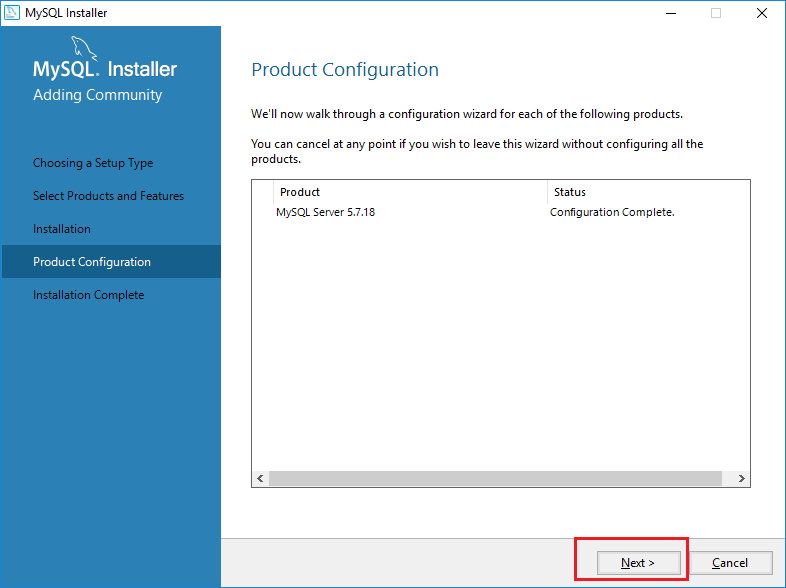 MySQL Installer
MySQL. Installer
Adding Community
Choosing a Setup Type
Select Products and Features
Installation
Product Configuration
Installation Complete
Product Configuration
We'll now walk through a configuration wizard for each of the following products.
You can cancel at any point if you wish to leave this wizard without configuring all the
products.
Product Status
MySQL Server 5.7.18 Configuration Complete.
Next > Cancel